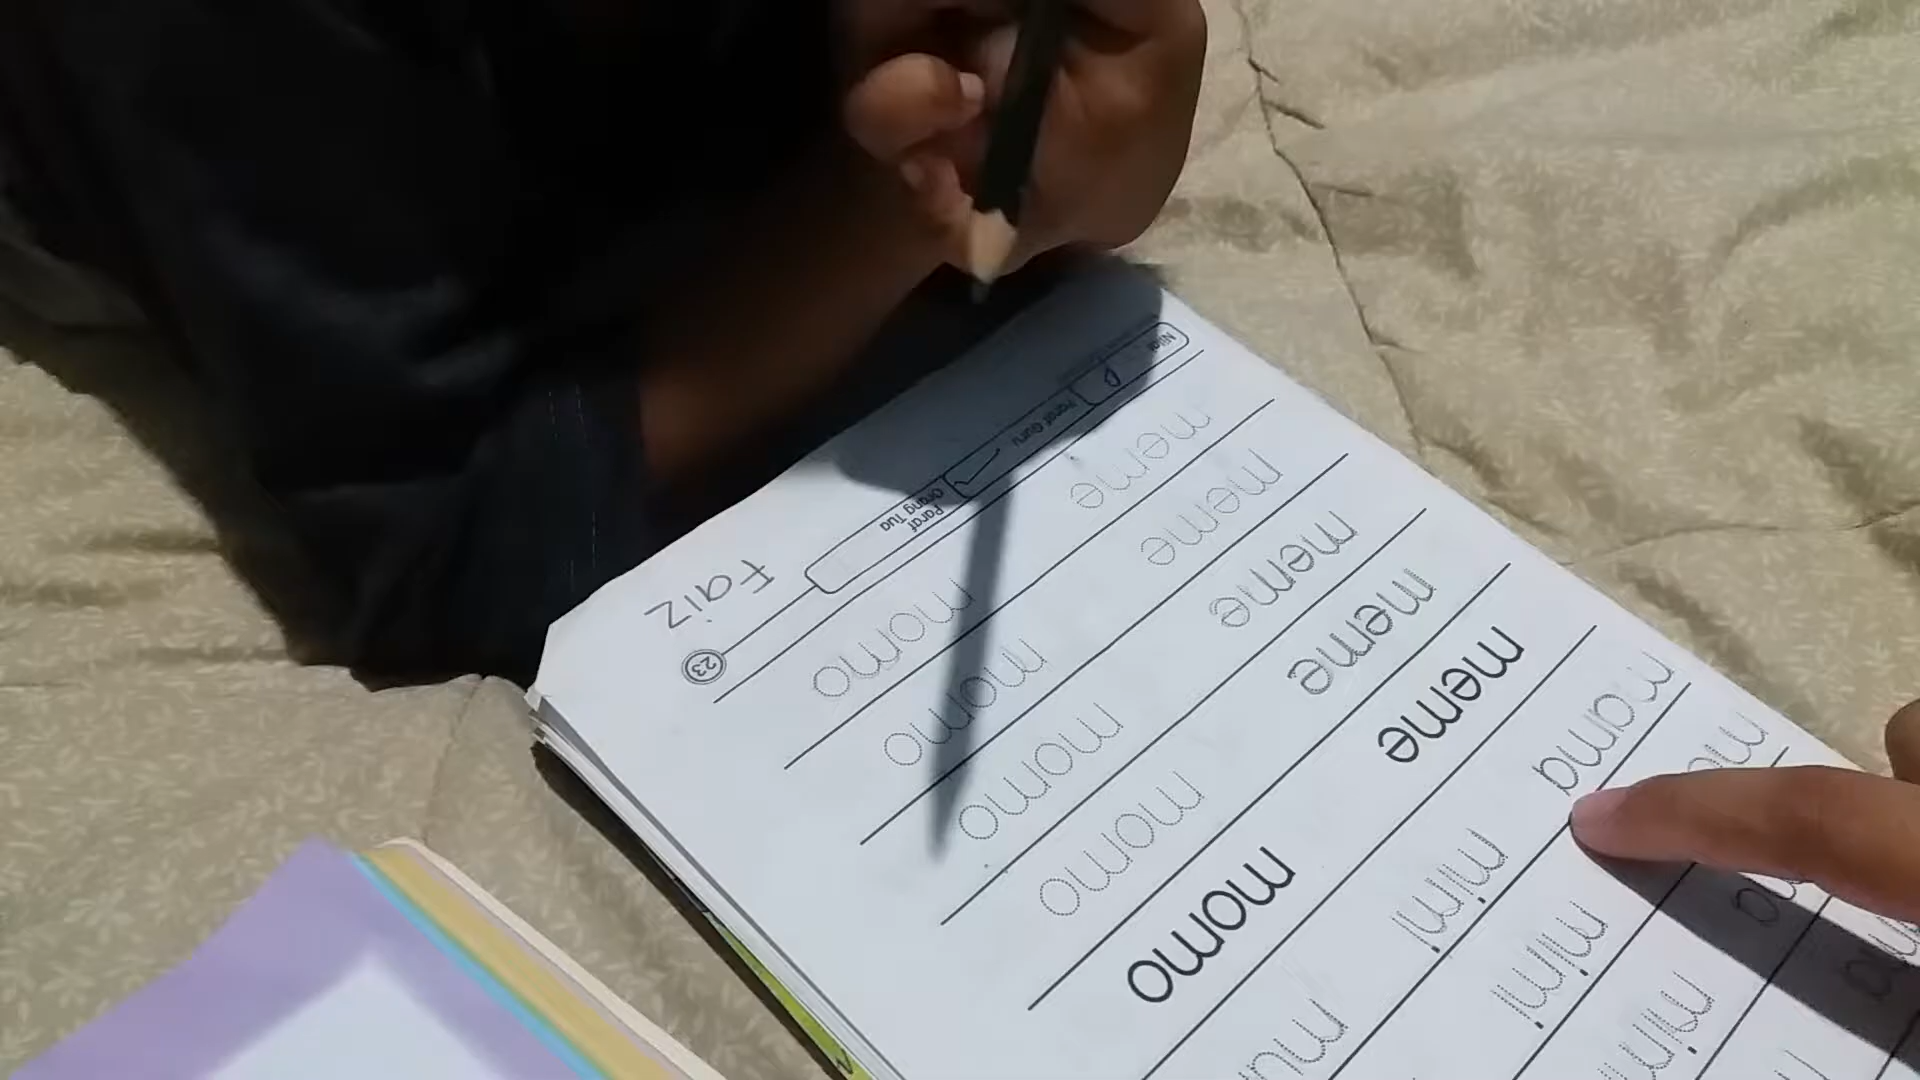 mimi
mama mimi
meme momo
meme momo
meme momo
meme momo
meme momo
Nilai Paraf Guru Paraf
Orang Tua
23
Faiz